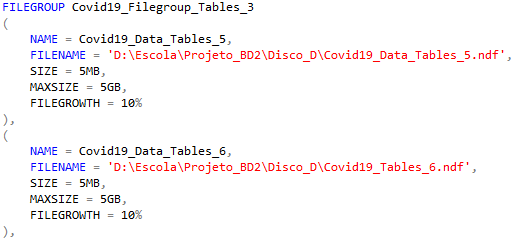 FILEGROUP Covid19_Filegroup_Tables_3
(
NAME = Covid19_Data_Tables_5,
FILENAME = 'D:\Escola\Projeto_BD2\Disco_D\Covid19_Data_Tables_5.ndf',
SIZE = 5MB,
MAXSIZE = 5GB,
FILEGROWTH = 10%
),
(
NAME = Covid19_Data_Tables_6,
FILENAME = 'D:\Escola\Projeto_BD2\Disco_D\Covid19_Tables_6.ndf',
SIZE = 5MB,
MAXSIZE = 5GB,
FILEGROWTH = 10%
),